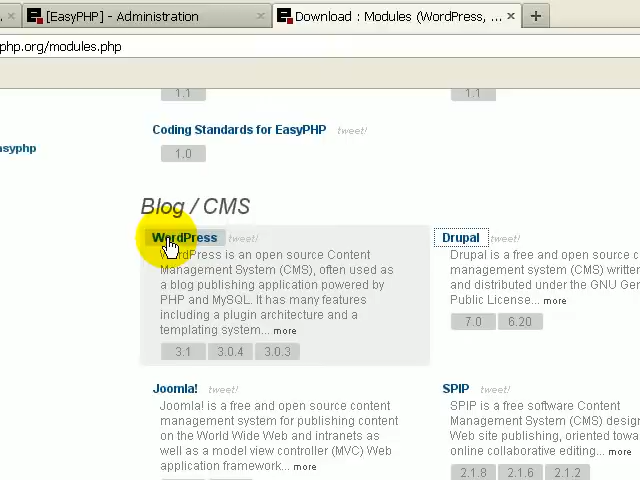 [EasyPHP] - Administration
Download : Modules (WordPress, ...
php.org/modules.php
1.1
1.1
Coding Standards for EasyPHP tweet!
asyphp
1.0
Blog / CMS
WordPress tweet!
WordPress is an open source Content
Management System (CMS), often used as
a blog publishing application powered by
PHP and MySQL. It has many features
including a plugin architecture and a
templating system... more
3.1 3.0.4 3.0.3
Drupal tweet!
Drupal is a free and open source c
management system (CMS) written
and distributed under the GNU Gen
Public License... more
7.0 6.20
Joomla! tweet!
Joomla! is a free and open source content
management system for publishing content
on the World Wide Web and intranets as
well as a model view controller (MVC) Web
application framework... more
SPIP tweet!
SPIP is a free software Content
Management System (CMS) desig
Web site publishing, oriented towa
online collaborative editing... more
2.1.8 2.1.6 2.1.2